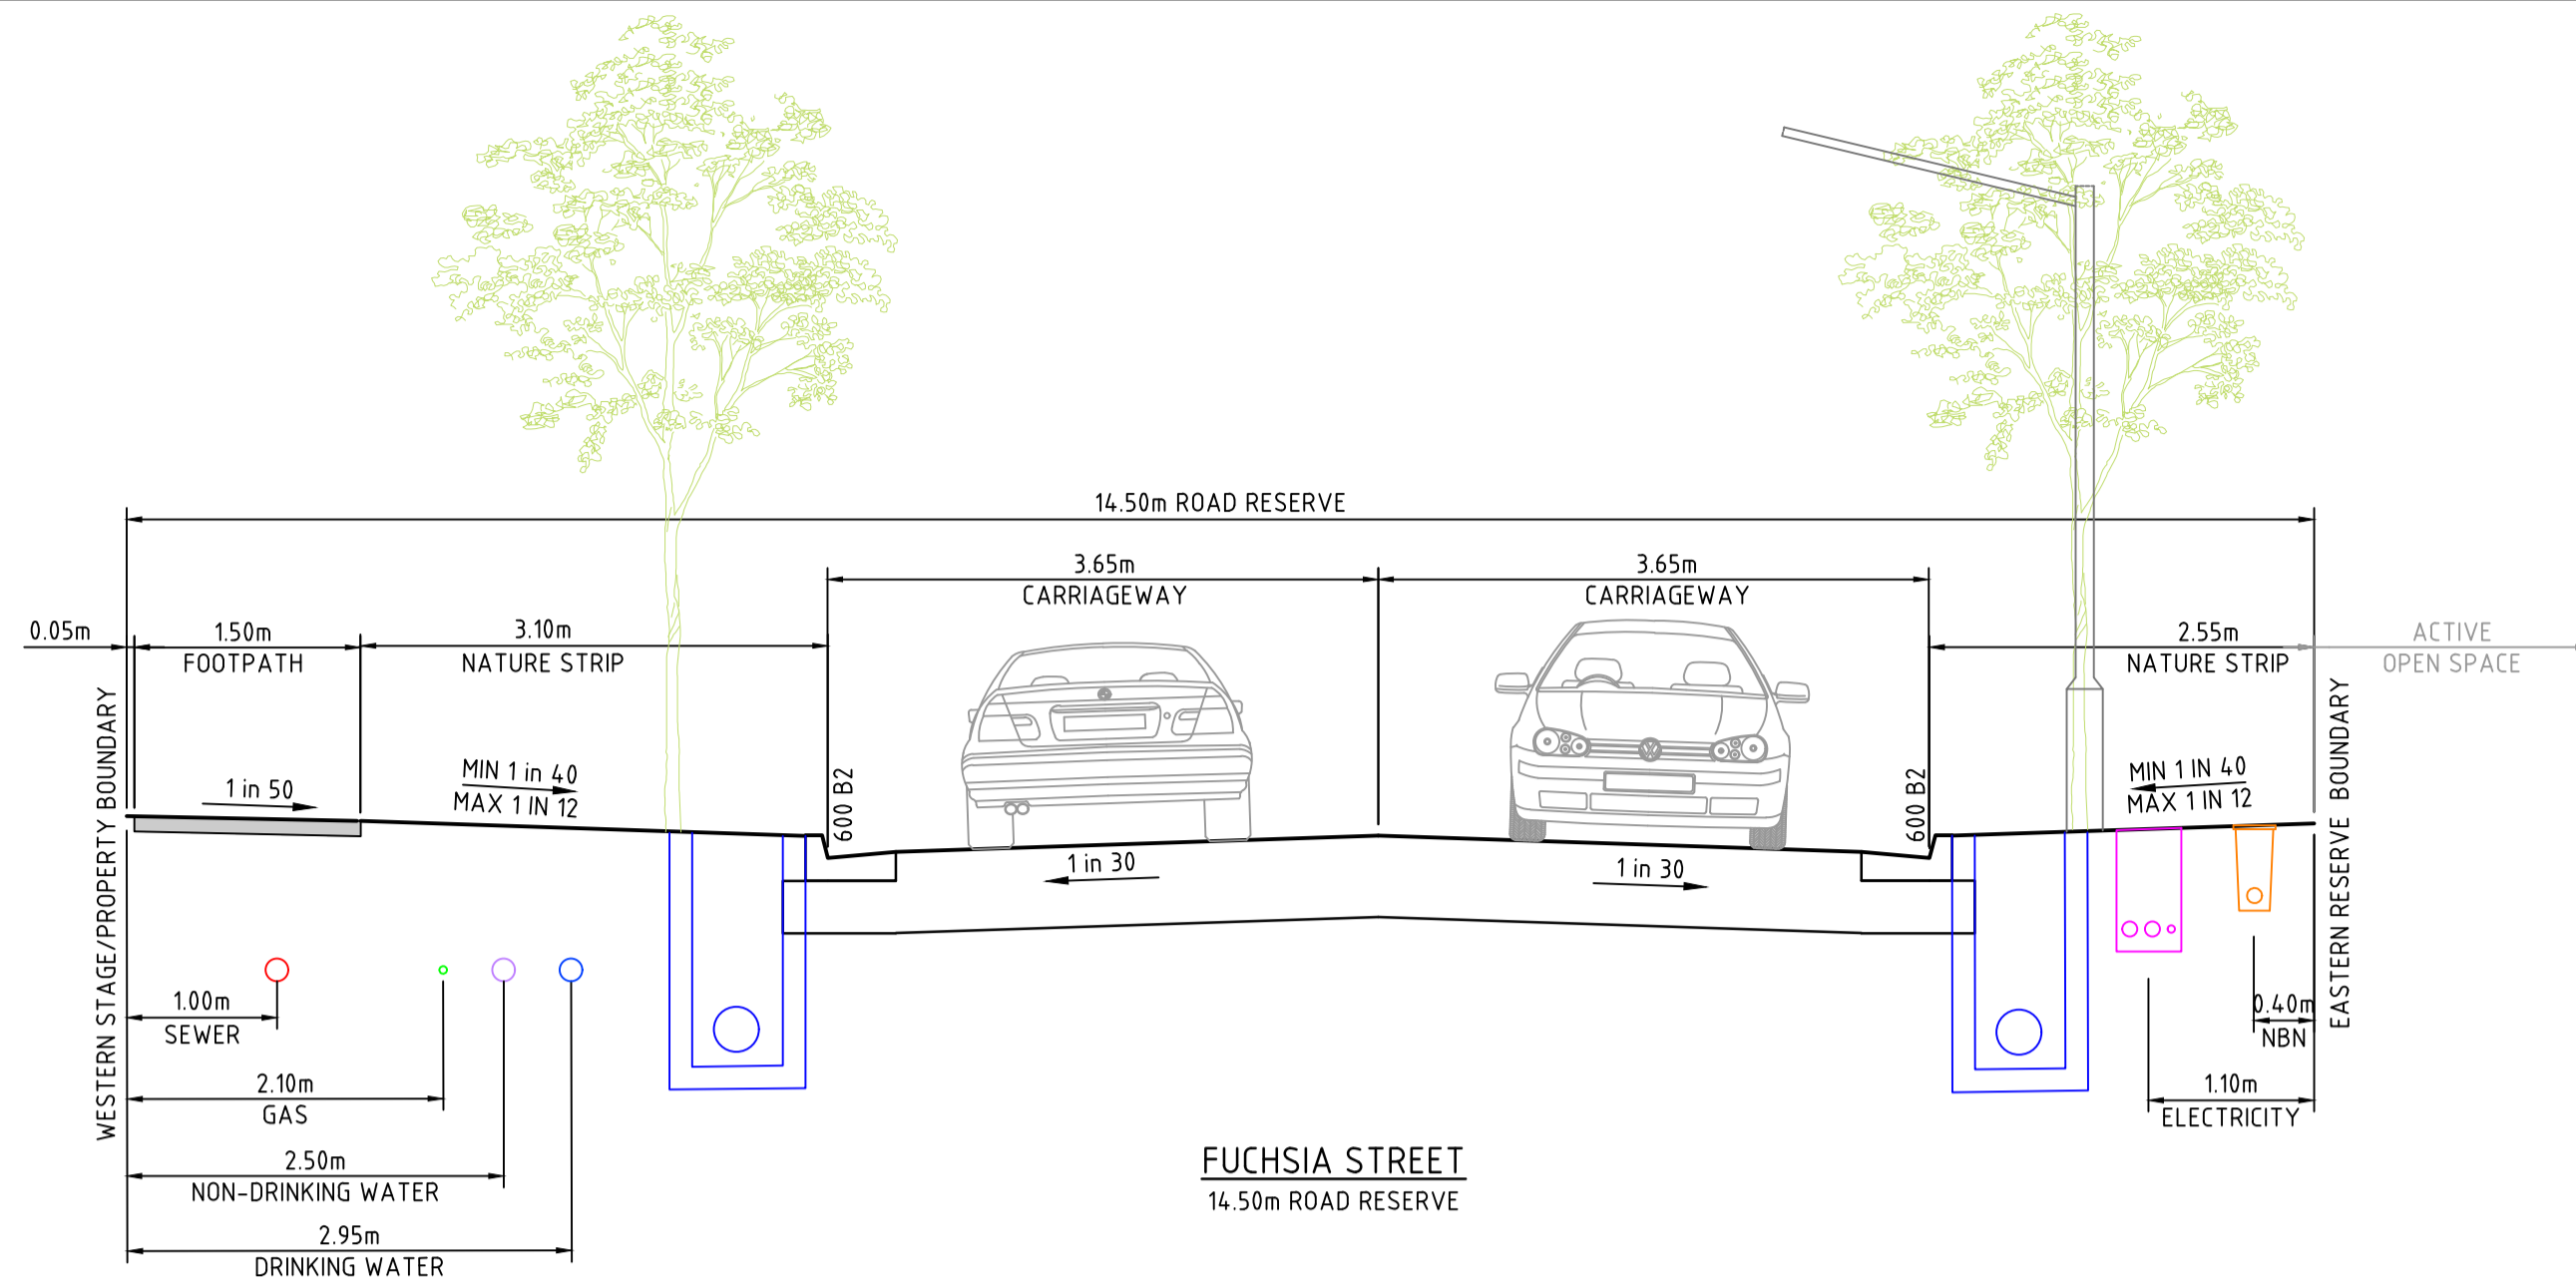 14.50m ROAD RESERVE
3.65m
CARRIAGEWAY
3.65m
CARRIAGEWAY
0.05m
1.50m
FOOTPATH
3.10m
NATURE STRIP
2.55m
NATURE STRIP
ACTIVE
OPEN SPACE
WESTERN STAGE/PROPERTY BOUNDARY
1 in 50
MIN 1 in 40
MAX 1 IN 12
600 B2
600 B2
MIN 1 IN 40
MAX 1 IN 12
EASTERN RESERVE BOUNDARY
1 in 30
1 in 30
1.00m
SEWER
2.10m
GAS
2.50m
NON-DRINKING WATER
2.95m
DRINKING WATER
0.40m
NBN
1.10m
ELECTRICITY
FUCHSIA STREET
14.50m ROAD RESERVE